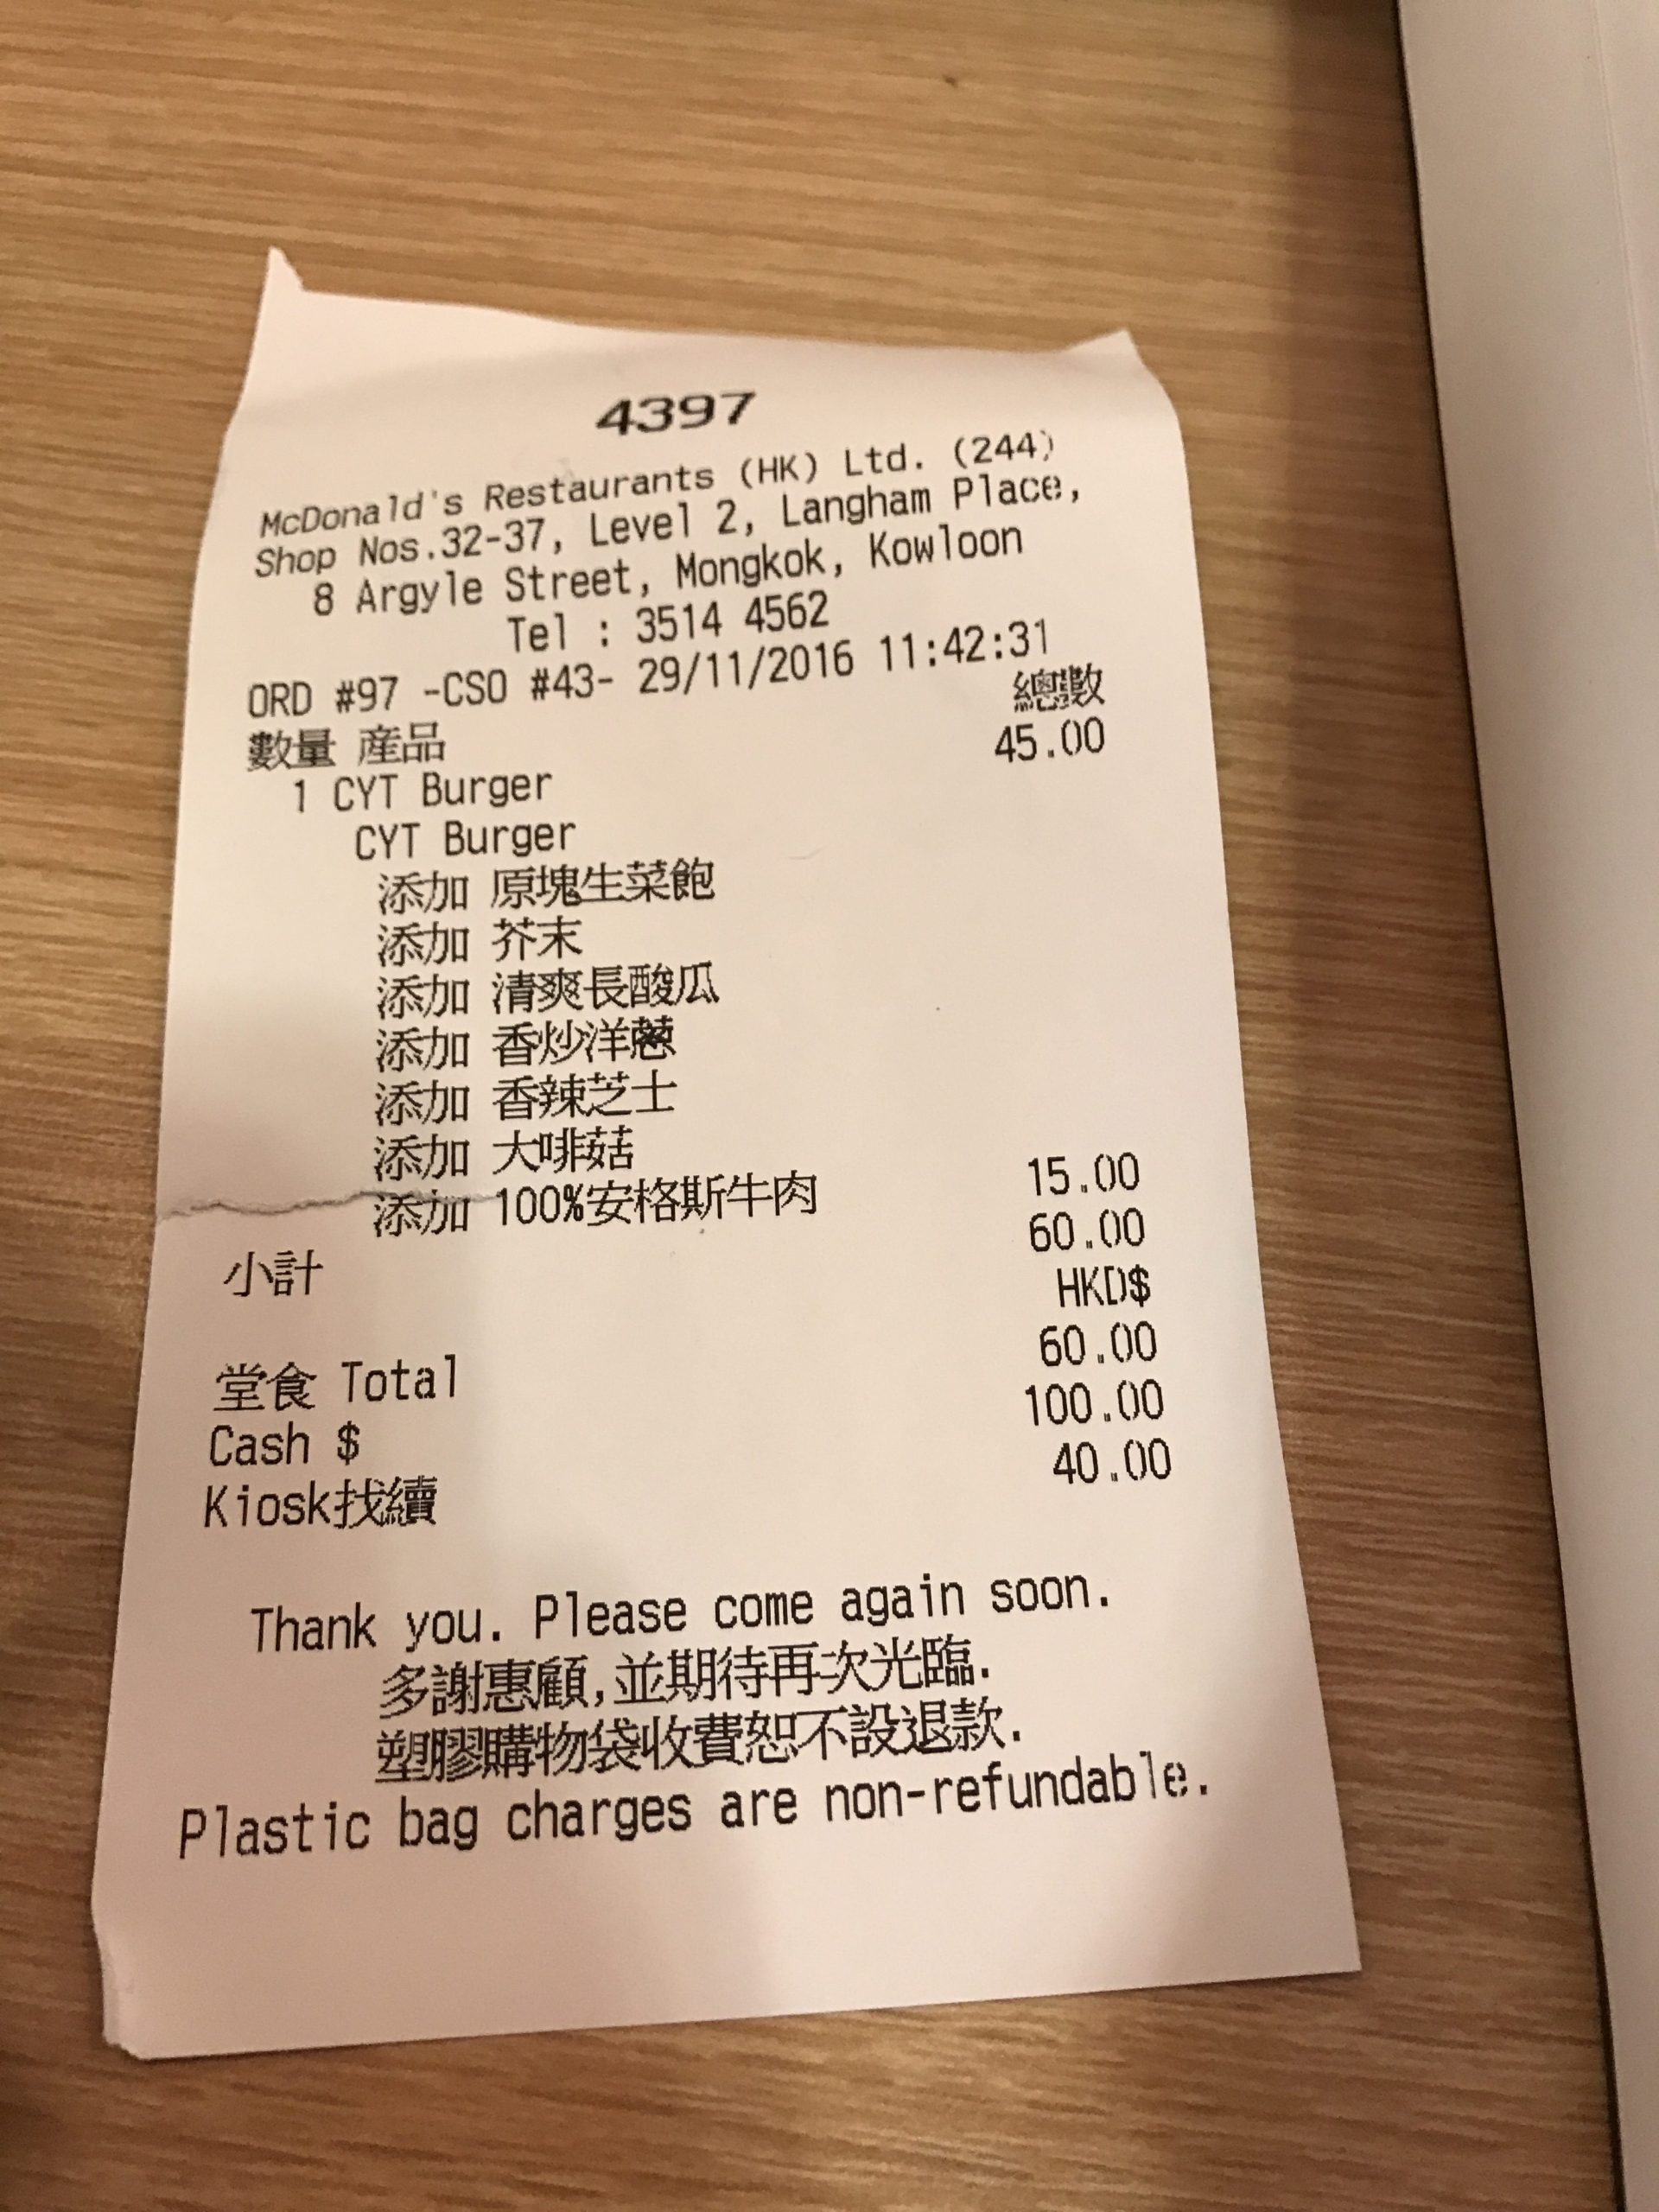 4397
McDonald's Restaurants (HK) Ltd. (244)
Shop Nos.32-37, Level 2, Langham Place,
8 Argyle Street, Mongkok, Kowloon
Tel : 3514 4562
ORD #97 -CSO #43- 29/11/2016 11:42:31
數量 產品 總數
1 CYT Burger 45.00
CYT Burger
添加 原塊生菜飽
添加 芥末
添加 清爽長酸瓜
添加 香炒洋蔥
添加 香辣芝士
添加 大啡菇
添加 100%安格斯牛肉 15.00
小計 60.00
HKD$
堂食 Total 60.00
Cash $ 100.00
Kiosk找續 40.00
Thank you. Please come again soon.
多謝惠顧,並期待再次光臨.
塑膠購物袋收費恕不設退款.
Plastic bag charges are non-refundable.